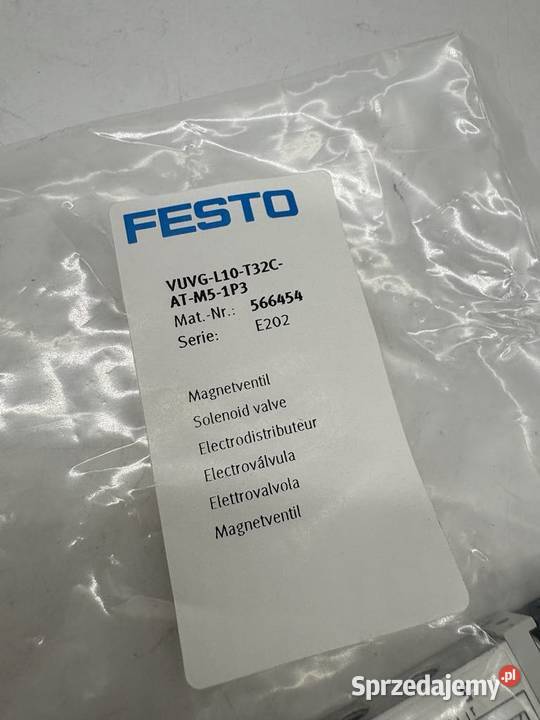 FESTO
VUVG-L10-T32C-
AT-M5-1P3
Mat.-Nr.: 566454
Serie: E202
Magnetventil
Solenoid valve
Electrodistributeur
Electroválvula
Elettrovalvola
Magnetventil
Sprzedajemy.pl